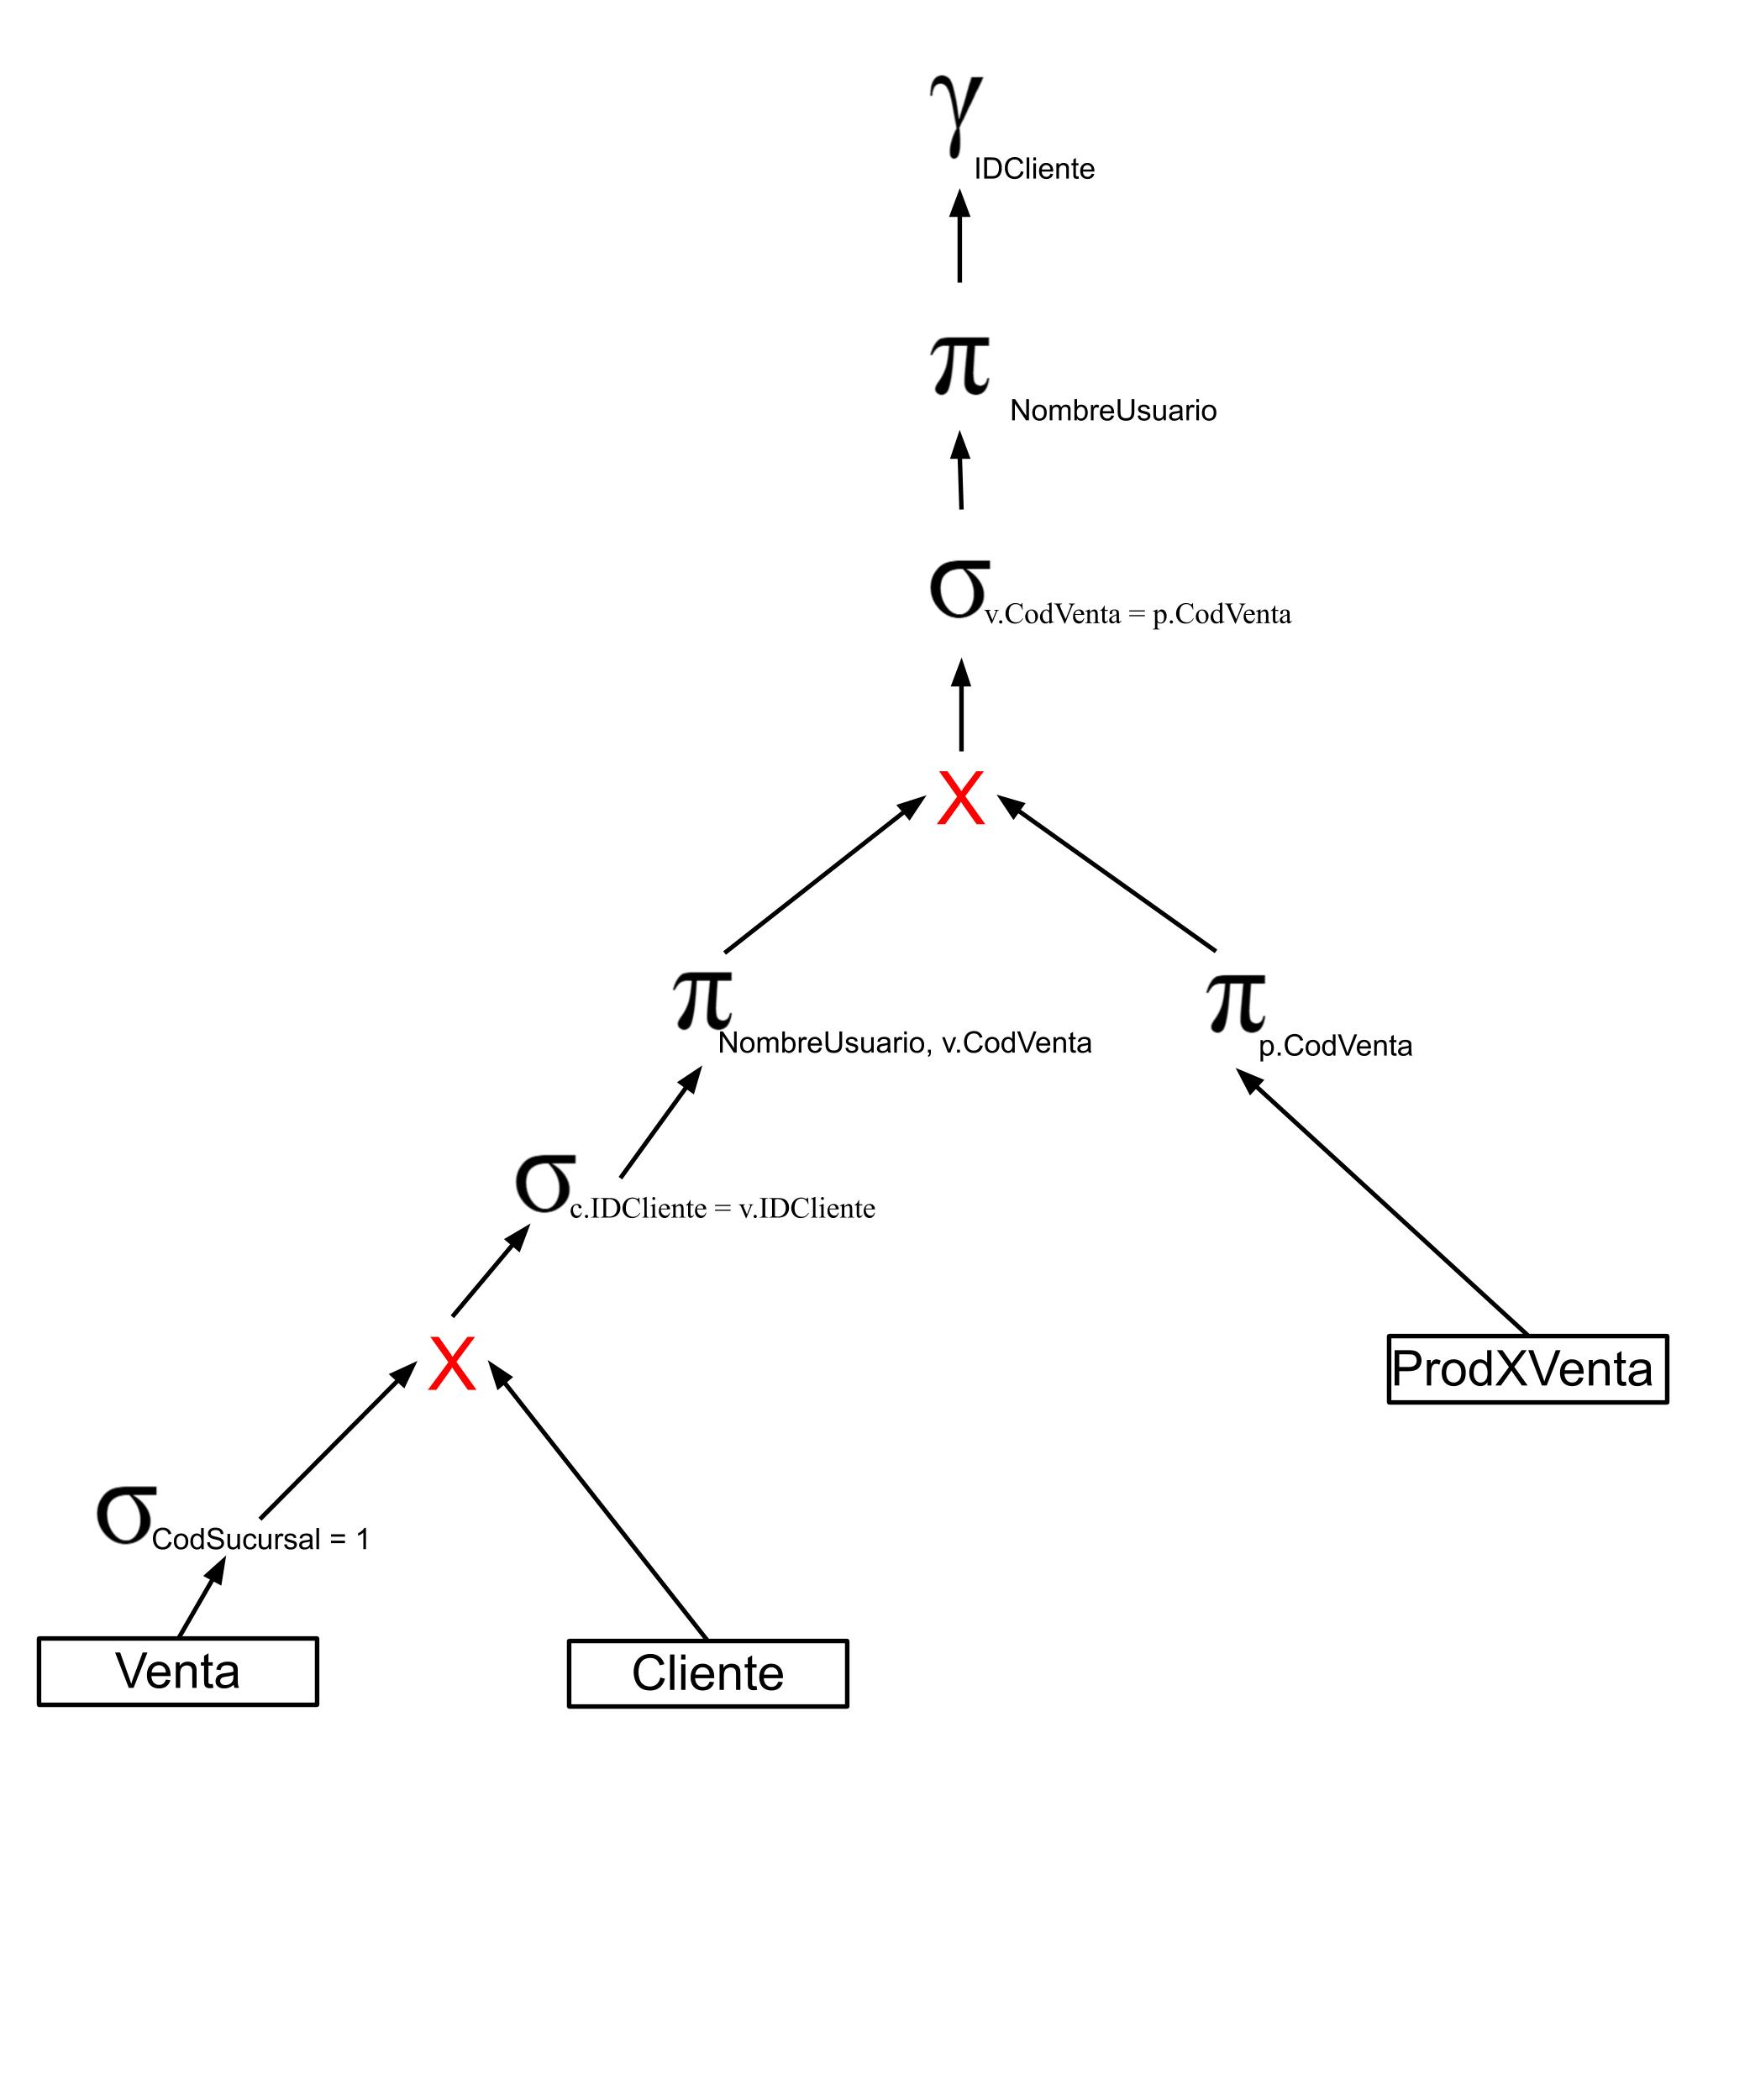 γ IDCliente
π NombreUsuario
σ v.CodVenta = p.CodVenta
X
π NombreUsuario, v.CodVenta
π p.CodVenta
σ c.IDCliente = v.IDCliente
X
ProdXVenta
σ CodSucursal = 1
Venta
Cliente